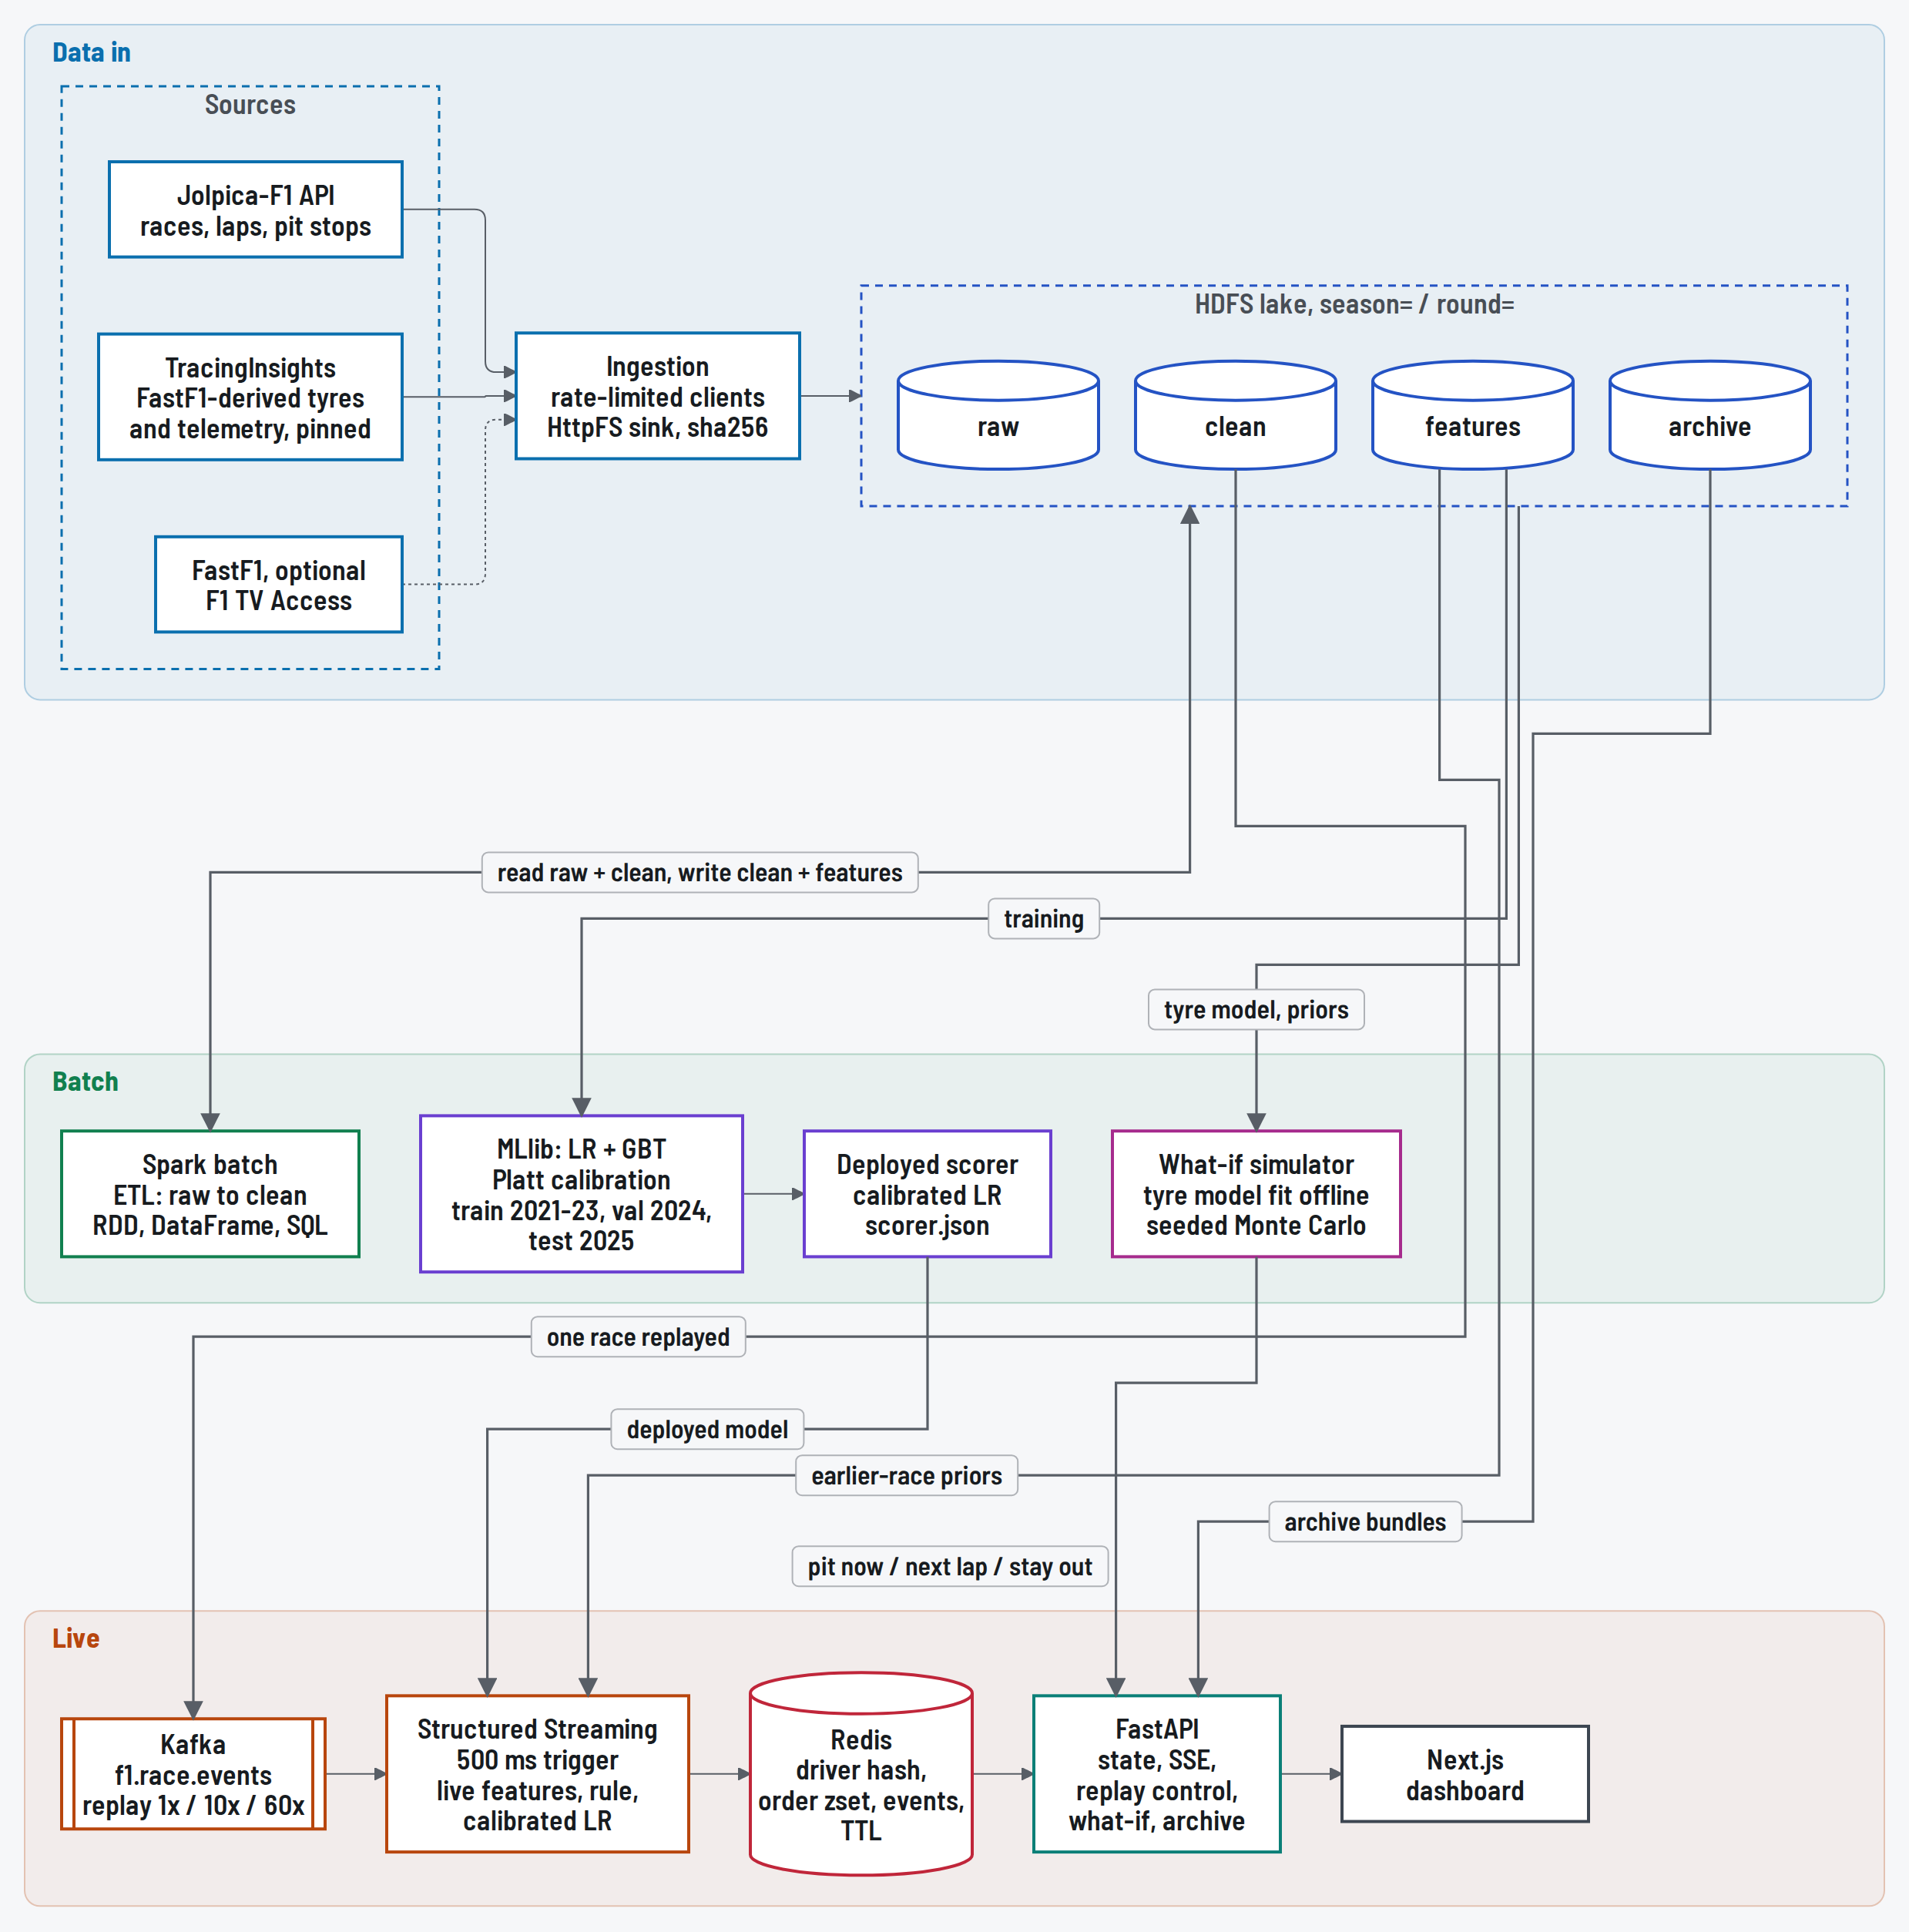 Data in
Sources
Jolpica-F1 API
races, laps, pit stops
TracingInsights
FastF1-derived tyres
and telemetry, pinned
FastF1, optional
F1 TV Access
Ingestion
rate-limited clients
HttpFS sink, sha256
HDFS lake, season= / round=
raw
clean
features
archive
read raw + clean, write clean + features
training
tyre model, priors
Batch
Spark batch
ETL: raw to clean
RDD, DataFrame, SQL
MLlib: LR + GBT
Platt calibration
train 2021-23, val 2024,
test 2025
Deployed scorer
calibrated LR
scorer.json
What-if simulator
tyre model fit offline
seeded Monte Carlo
one race replayed
deployed model
earlier-race priors
archive bundles
pit now / next lap / stay out
Live
Kafka
f1.race.events
replay 1x / 10x / 60x
Structured Streaming
500 ms trigger
live features, rule,
calibrated LR
Redis
driver hash,
order zset, events,
TTL
FastAPI
state, SSE,
replay control,
what-if, archive
Next.js
dashboard